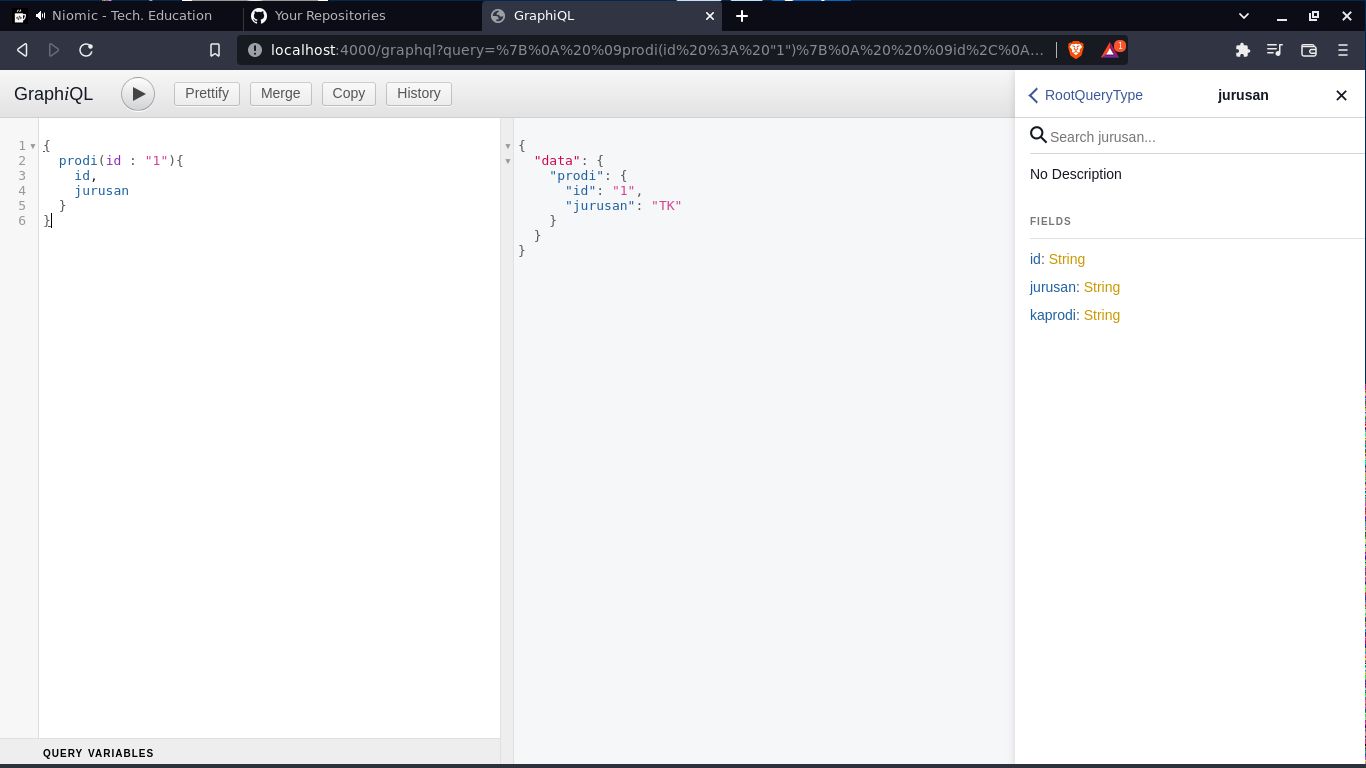 Niomic - Tech. Education
Your Repositories
GraphiQL
localhost:4000/graphql?query=%7B%0A%20%09prodi(id%20%3A%20"1")%7B%0A%20%20%09id%2C%0A...
1
GraphiQL
Prettify
Merge
Copy
History
RootQueryType
jurusan
1 {
2 prodi(id : "1"){
3 id,
4 jurusan
5 }
6 }
{
"data": {
"prodi": {
"id": "1",
"jurusan": "TK"
}
}
}
Search jurusan...
No Description
FIELDS
id: String
jurusan: String
kaprodi: String
QUERY VARIABLES